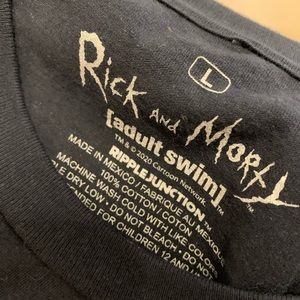 L
Rick and Morty
[adult swim]
TM & © 2020 Cartoon Network.
RIPPLEJUNCTION
MADE IN MEXICO / FABRIQUE AU MEXIQUE
100% COTTON / COTON
MACHINE WASH COLD WITH LIKE COLORS
DRY LOW • DO NOT BLEACH • DO NOT
FOR CHILDREN 12 AND